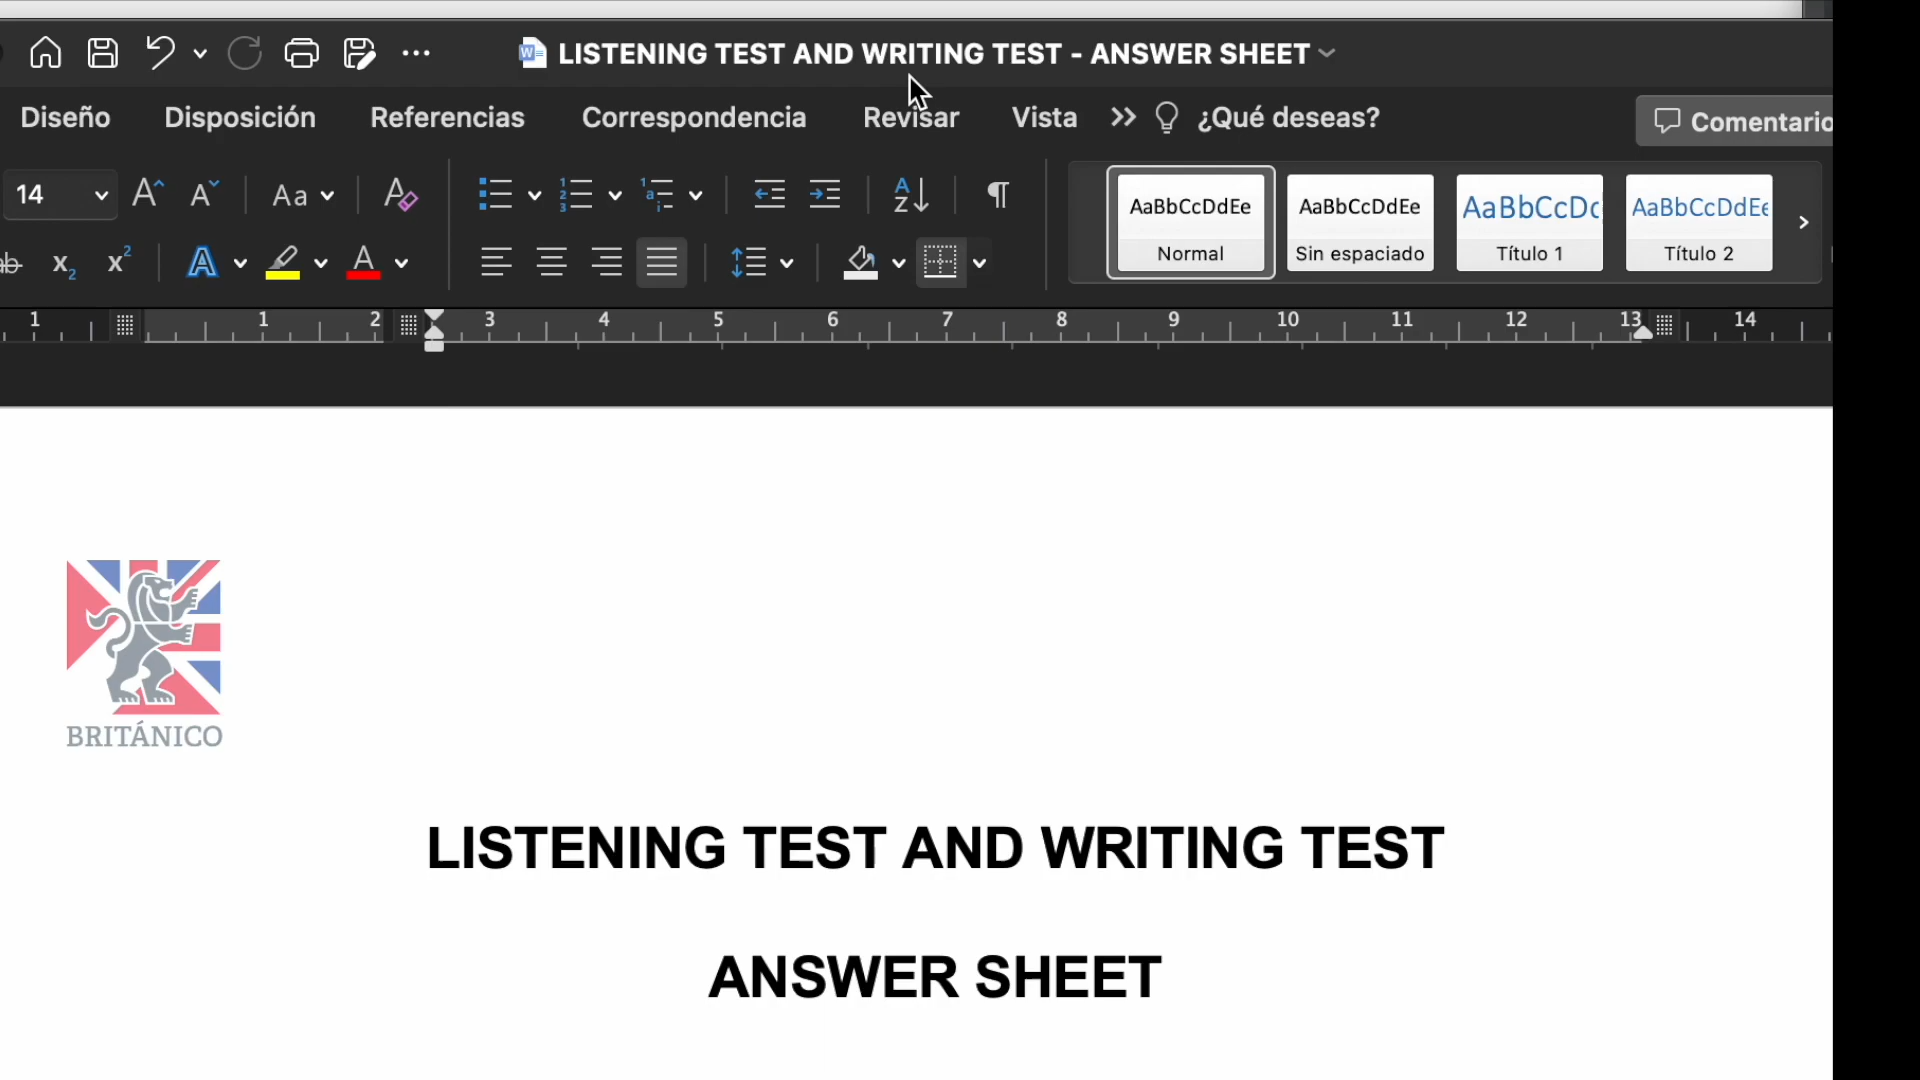 LISTENING TEST AND WRITING TEST - ANSWER SHEET
Diseño Disposición Referencias Correspondencia Revisar Vista ¿Qué deseas? Comentario
14 Aa
AaBbCcDdEe AaBbCcDdEe AaBbCcDc AaBbCcDdEe
Normal Sin espaciado Título 1 Título 2
1 1 2 3 4 5 6 7 8 9 10 11 12 13 14
BRITÁNICO
LISTENING TEST AND WRITING TEST
ANSWER SHEET